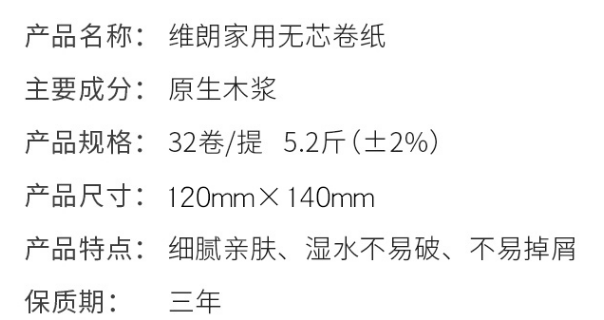 产品名称： 维朗家用无芯卷纸
主要成分： 原生木浆
产品规格： 32卷/提 5.2斤（±2%）
产品尺寸： 120mm×140mm
产品特点： 细腻亲肤、湿水不易破、不易掉屑
保质期： 三年